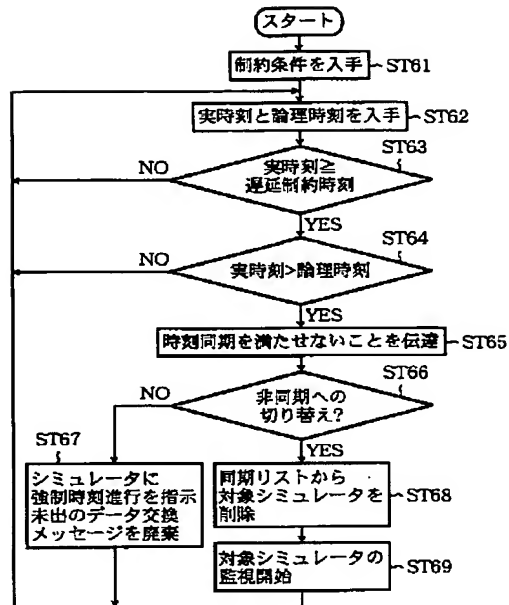 スタート
制約条件を入手
ST61
実時刻と論理時刻を入手
ST62
ST63
実時刻≧
遅延制約時刻
NO
YES
ST64
実時刻>論理時刻
NO
YES
時刻同期を満たせないことを伝達
ST65
ST66
非同期への
切り替え?
NO
YES
ST67
シミュレータに
強制時刻進行を指示
未出のデータ交換
メッセージを廃棄
同期リストから
対象シミュレータを
削除
ST68
対象シミュレータの
監視開始
ST69